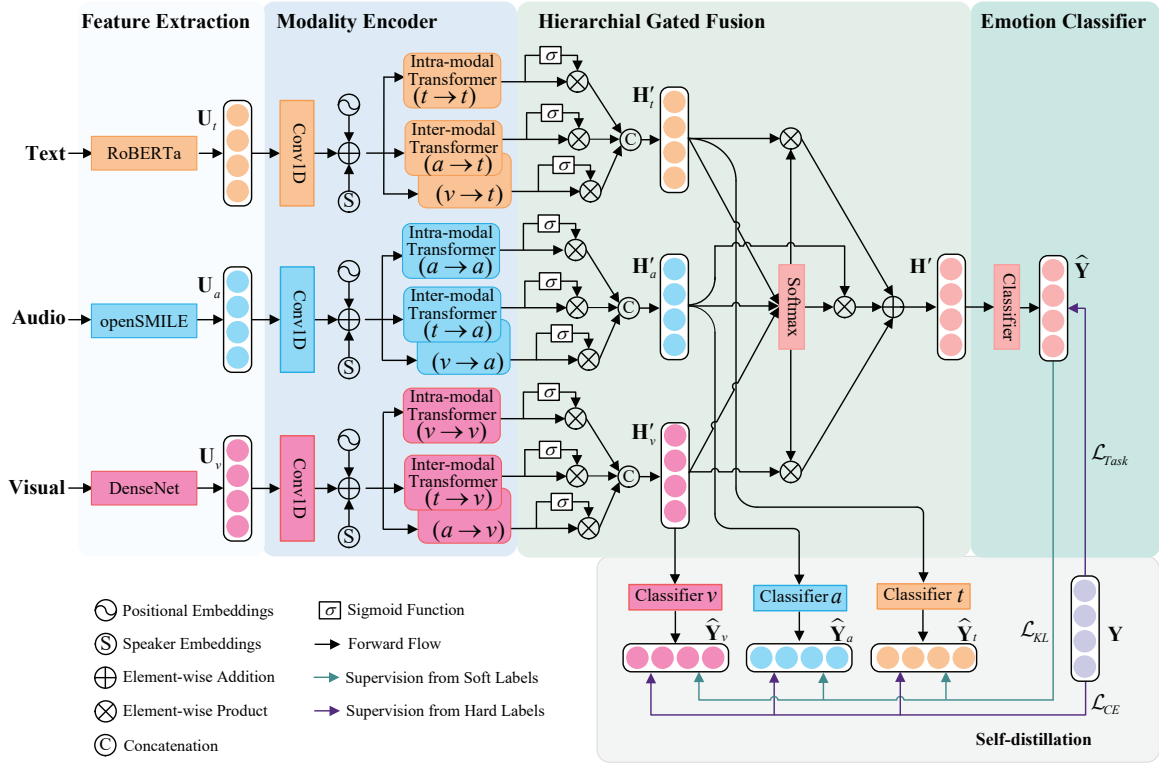 Feature Extraction
Modality Encoder
Hierarchial Gated Fusion
Emotion Classifier
Text
RoBERTa
U_t
Conv1D
S
Intra-modal
Transformer
(t → t)
Inter-modal
Transformer
(a → t)
(v → t)
σ
σ
σ
C
H′_t
Audio
openSMILE
U_a
Conv1D
S
Intra-modal
Transformer
(a → a)
Inter-modal
Transformer
(t → a)
(v → a)
σ
σ
σ
C
H′_a
Softmax
H′
Classifier
Ŷ
Visual
DenseNet
U_v
Conv1D
S
Intra-modal
Transformer
(v → v)
Inter-modal
Transformer
(t → v)
(a → v)
σ
σ
σ
C
H′_v
ℒ_Task
Classifier v
Classifier a
Classifier t
Ŷ_v
Ŷ_a
Ŷ_t
ℒ_KL
Y
ℒ_CE
Self-distillation
Positional Embeddings
S Speaker Embeddings
Element-wise Addition
Element-wise Product
C Concatenation
σ Sigmoid Function
Forward Flow
Supervision from Soft Labels
Supervision from Hard Labels